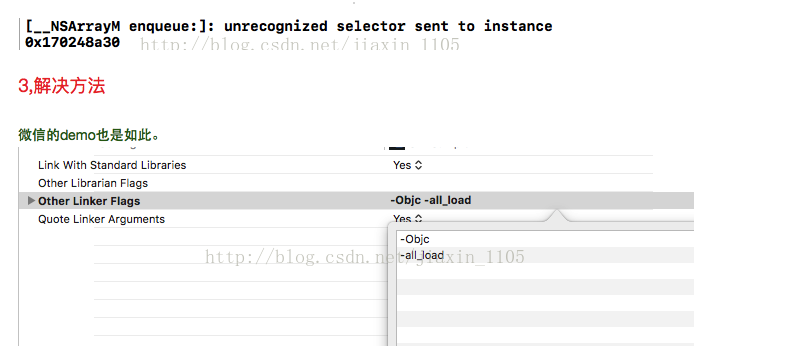 [__NSArrayM enqueue:]: unrecognized selector sent to instance
0x170248a30
http://blog.csdn.net/jiaxin_1105
3,解决方法
微信的demo也是如此。
Link With Standard Libraries Yes
Other Librarian Flags
Other Linker Flags -Objc -all_load
Quote Linker Arguments Yes
-Objc
-all_load
http://blog.csdn.net/jiaxin_1105